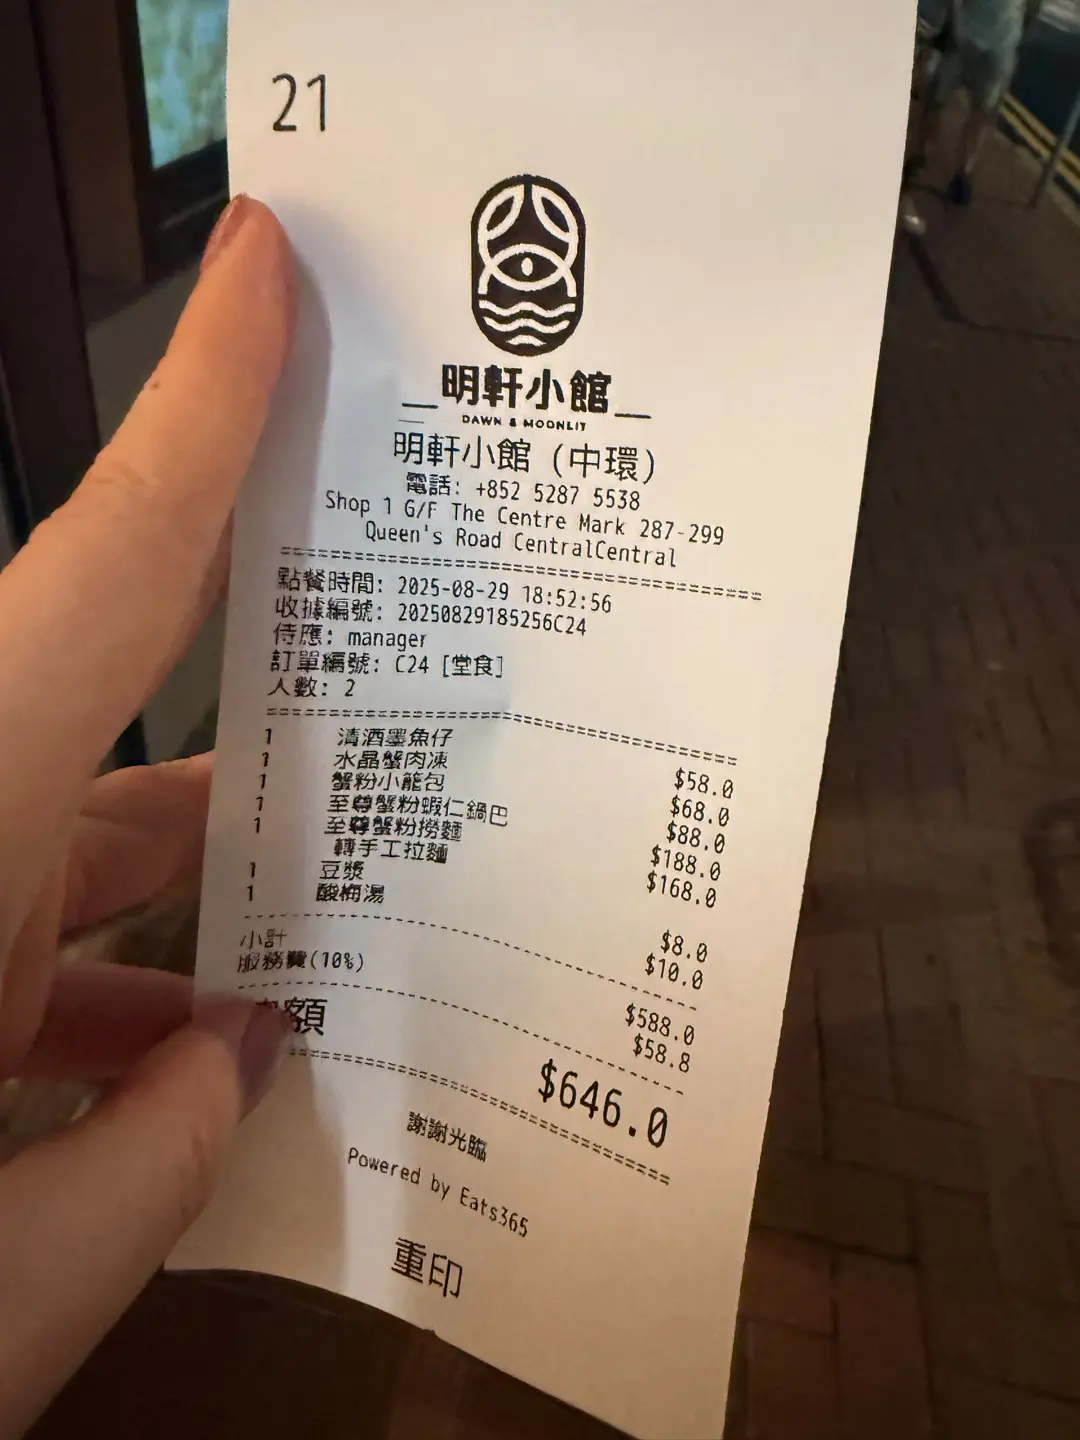 21
明軒小館
DAWN & MOONLIT
明軒小館 (中環)
電話: +852 5287 5538
Shop 1 G/F The Centre Mark 287-299
Queen's Road CentralCentral
點餐時間: 2025-08-29 18:52:56
收據編號: 20250829185256C24
侍應: manager
訂單編號: C24 [堂食]
人數: 2
1 清酒墨魚仔 $58.0
1 水晶蟹肉凍 $68.0
1 蟹粉小籠包 $88.0
1 至尊蟹粉蝦仁鍋巴 $188.0
1 至尊蟹粉撈麵 $168.0
轉手工拉麵
1 豆漿 $8.0
1 酸梅湯 $10.0
小計 $588.0
服務費(10%) $58.8
額 $646.0
謝謝光臨
Powered by Eats365
重印